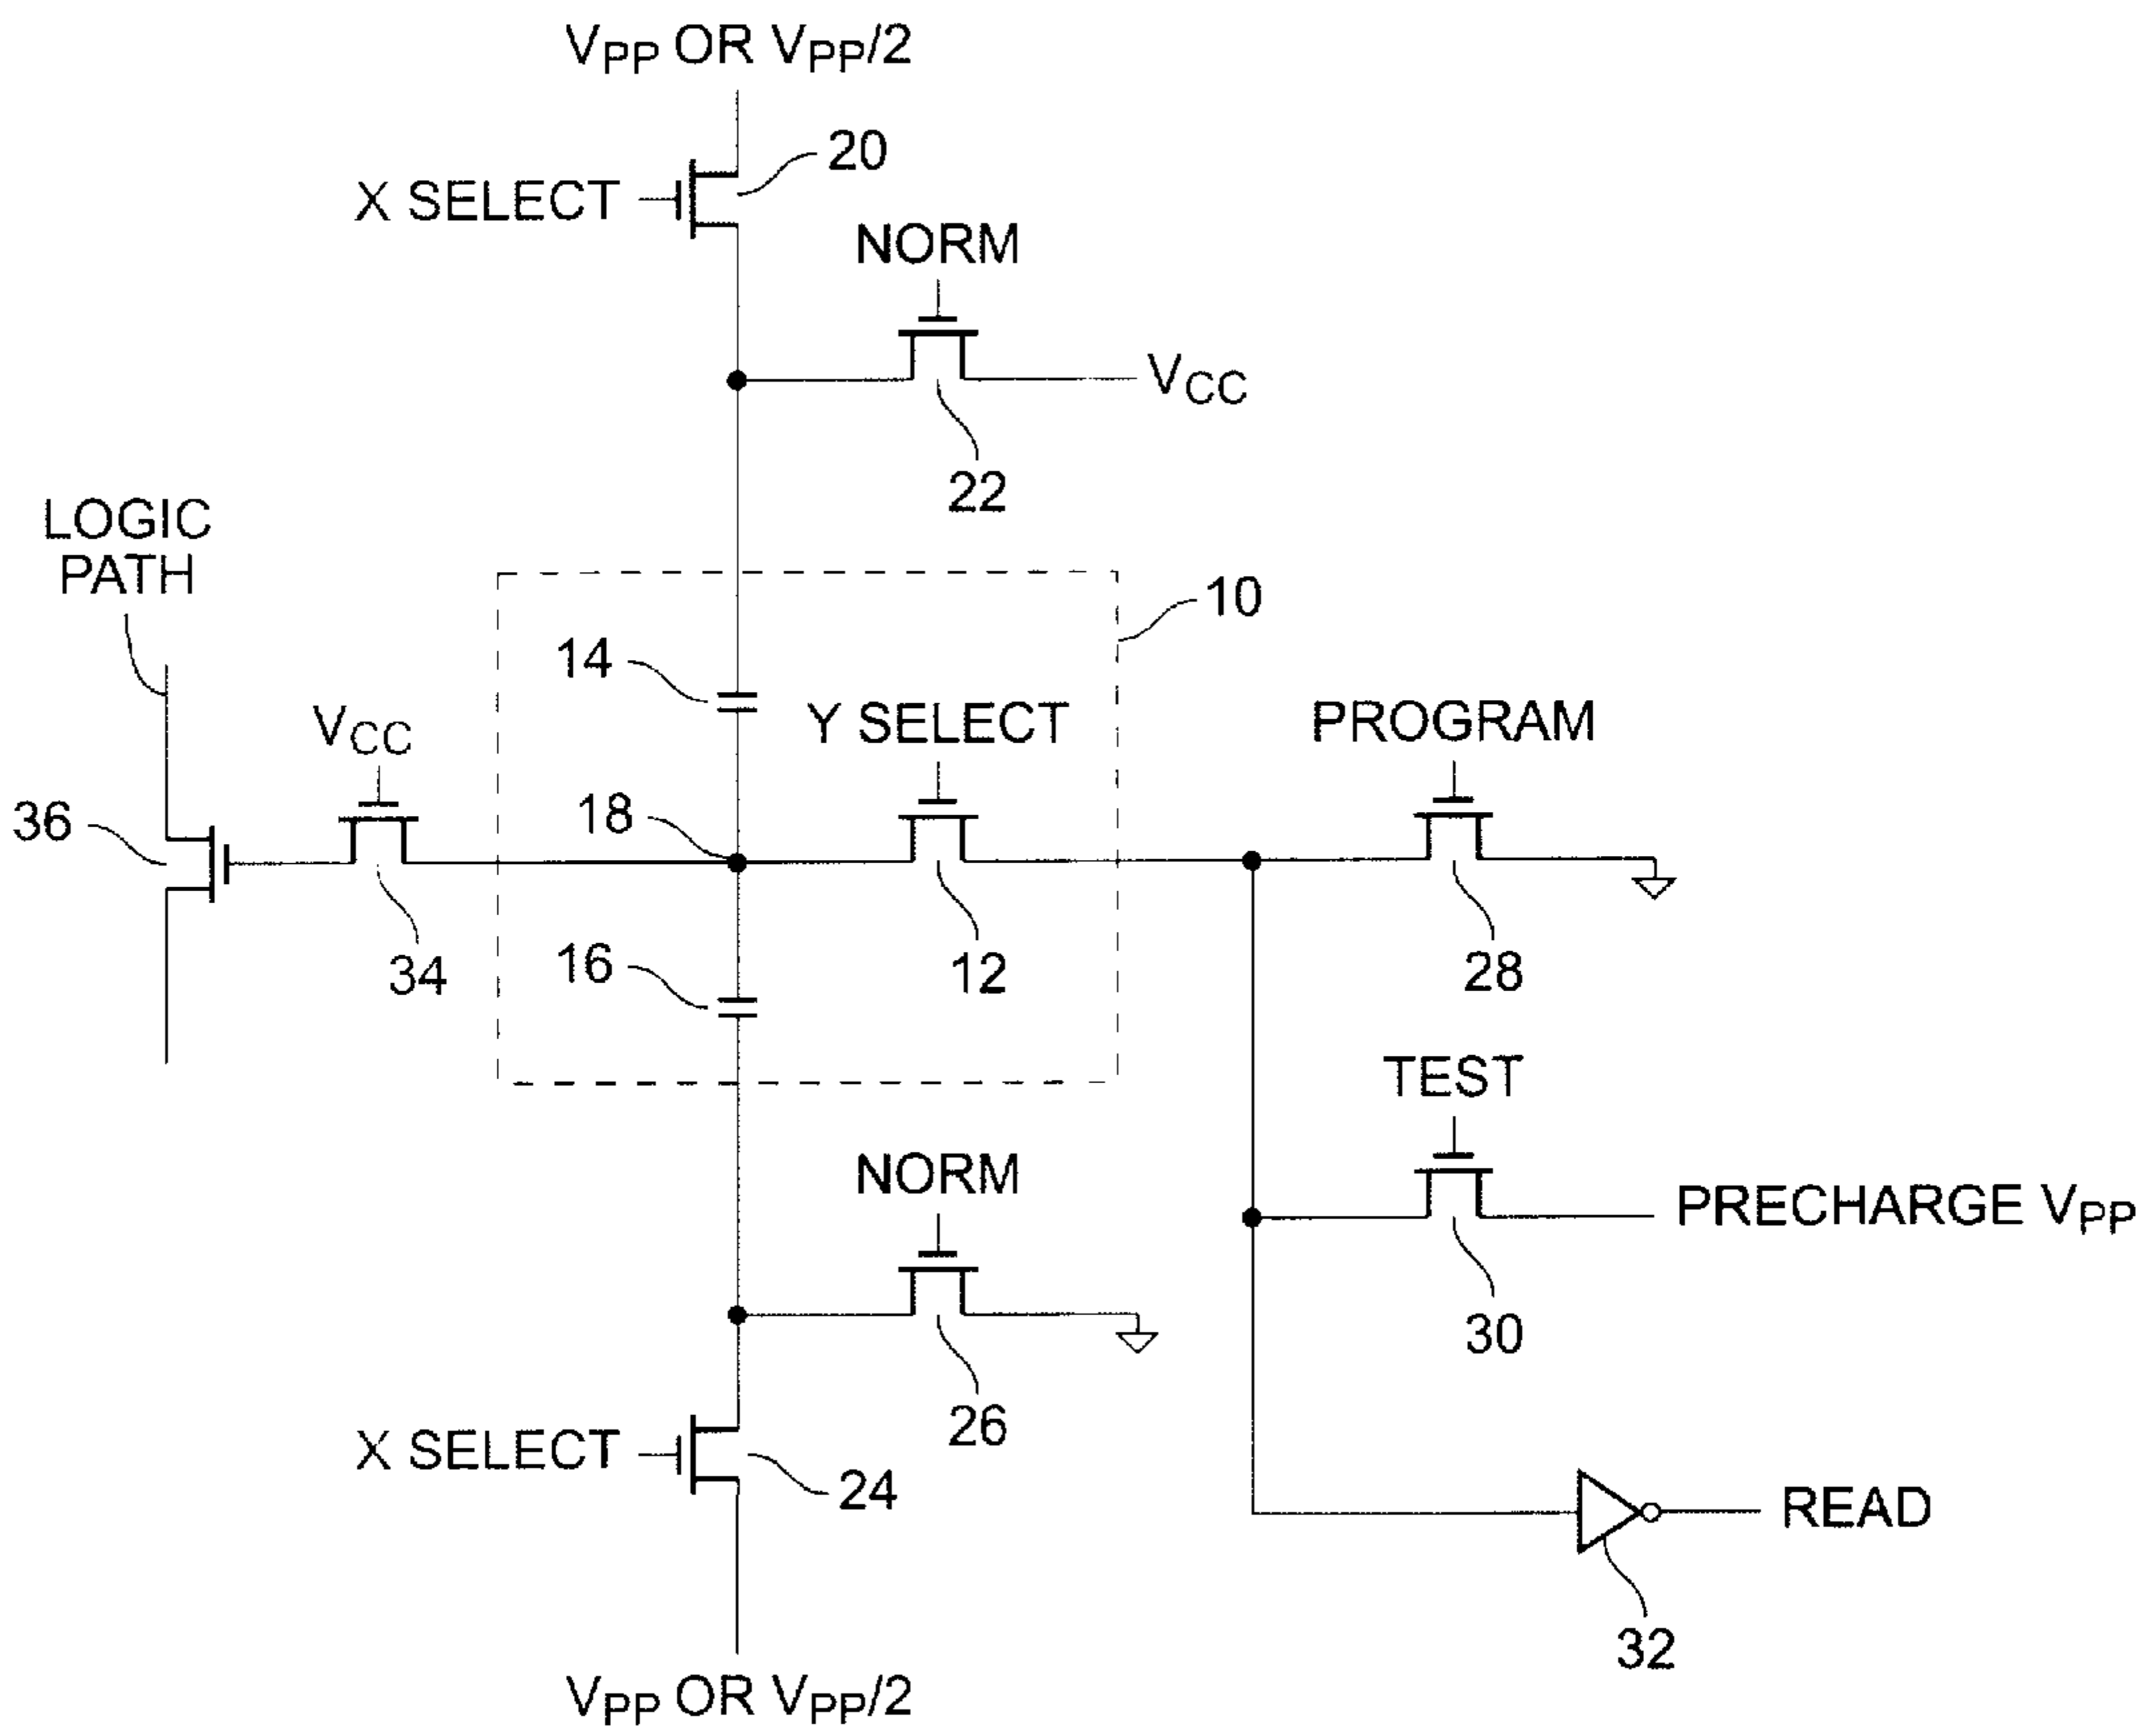 VPP OR VPP/2
20
X SELECT
NORM
VCC
22
LOGIC
PATH
10
14
VCC
Y SELECT
PROGRAM
18
36
16
34
12
28
TEST
NORM
PRECHARGE VPP
30
26
X SELECT
24
READ
32
VPP OR VPP/2